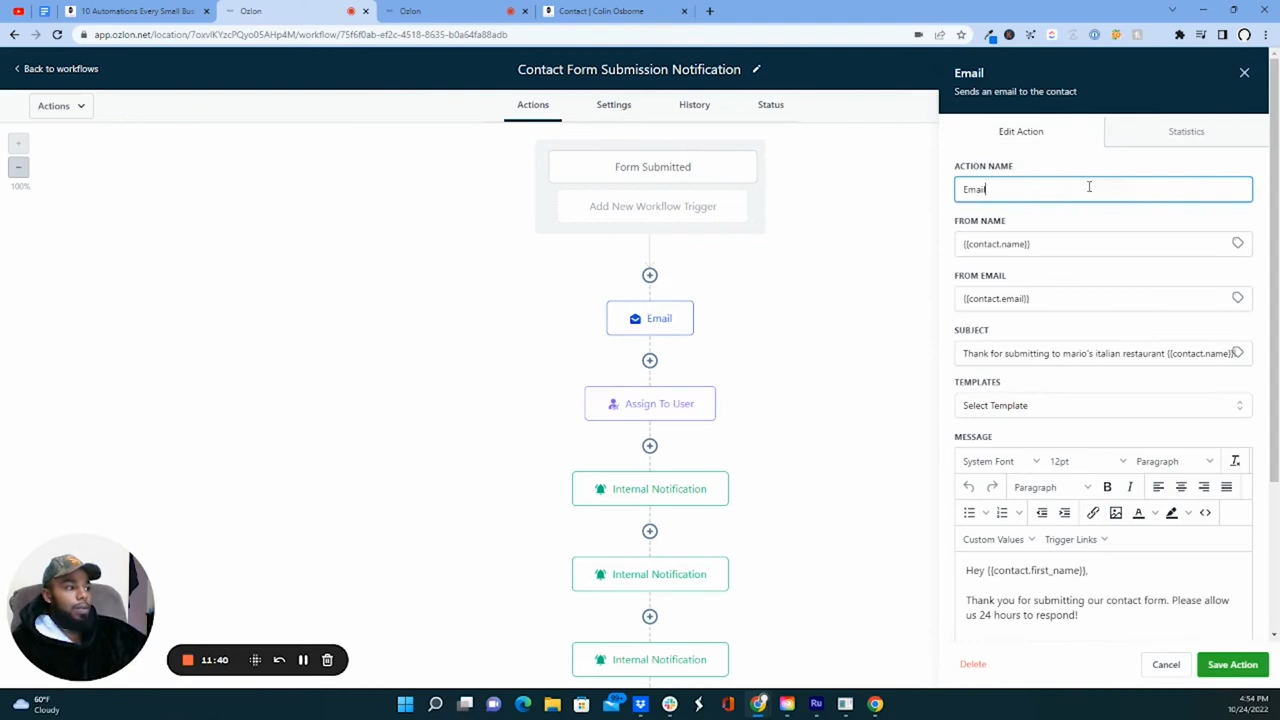 10 Automations Every Small Bus
Ozlon
Ozlon
Contact | Colin Osborne
app.ozlon.net/location/7oxvlKYzcPQyo05AHp4M/workflow/75f6f0ab-ef2c-4518-8635-b0a64fa88adb
Back to workflows
Contact Form Submission Notification
Email
Sends an email to the contact
Actions
Actions
Settings
History
Status
Edit Action
Statistics
100%
Form Submitted
Add New Workflow Trigger
Email
Assign To User
Internal Notification
Internal Notification
Internal Notification
ACTION NAME
Email
FROM NAME
{{contact.name}}
FROM EMAIL
{{contact.email}}
SUBJECT
Thank for submitting to mario's italian restaurant {{contact.name}}
TEMPLATES
Select Template
MESSAGE
System Font
12pt
Paragraph
Paragraph
B
I
A
Custom Values
Trigger Links
Hey {{contact.first_name}},
Thank you for submitting our contact form. Please allow
us 24 hours to respond!
Delete
Cancel
Save Action
11:40
60°F
Cloudy
99+
Ru
4:54 PM
10/24/2022